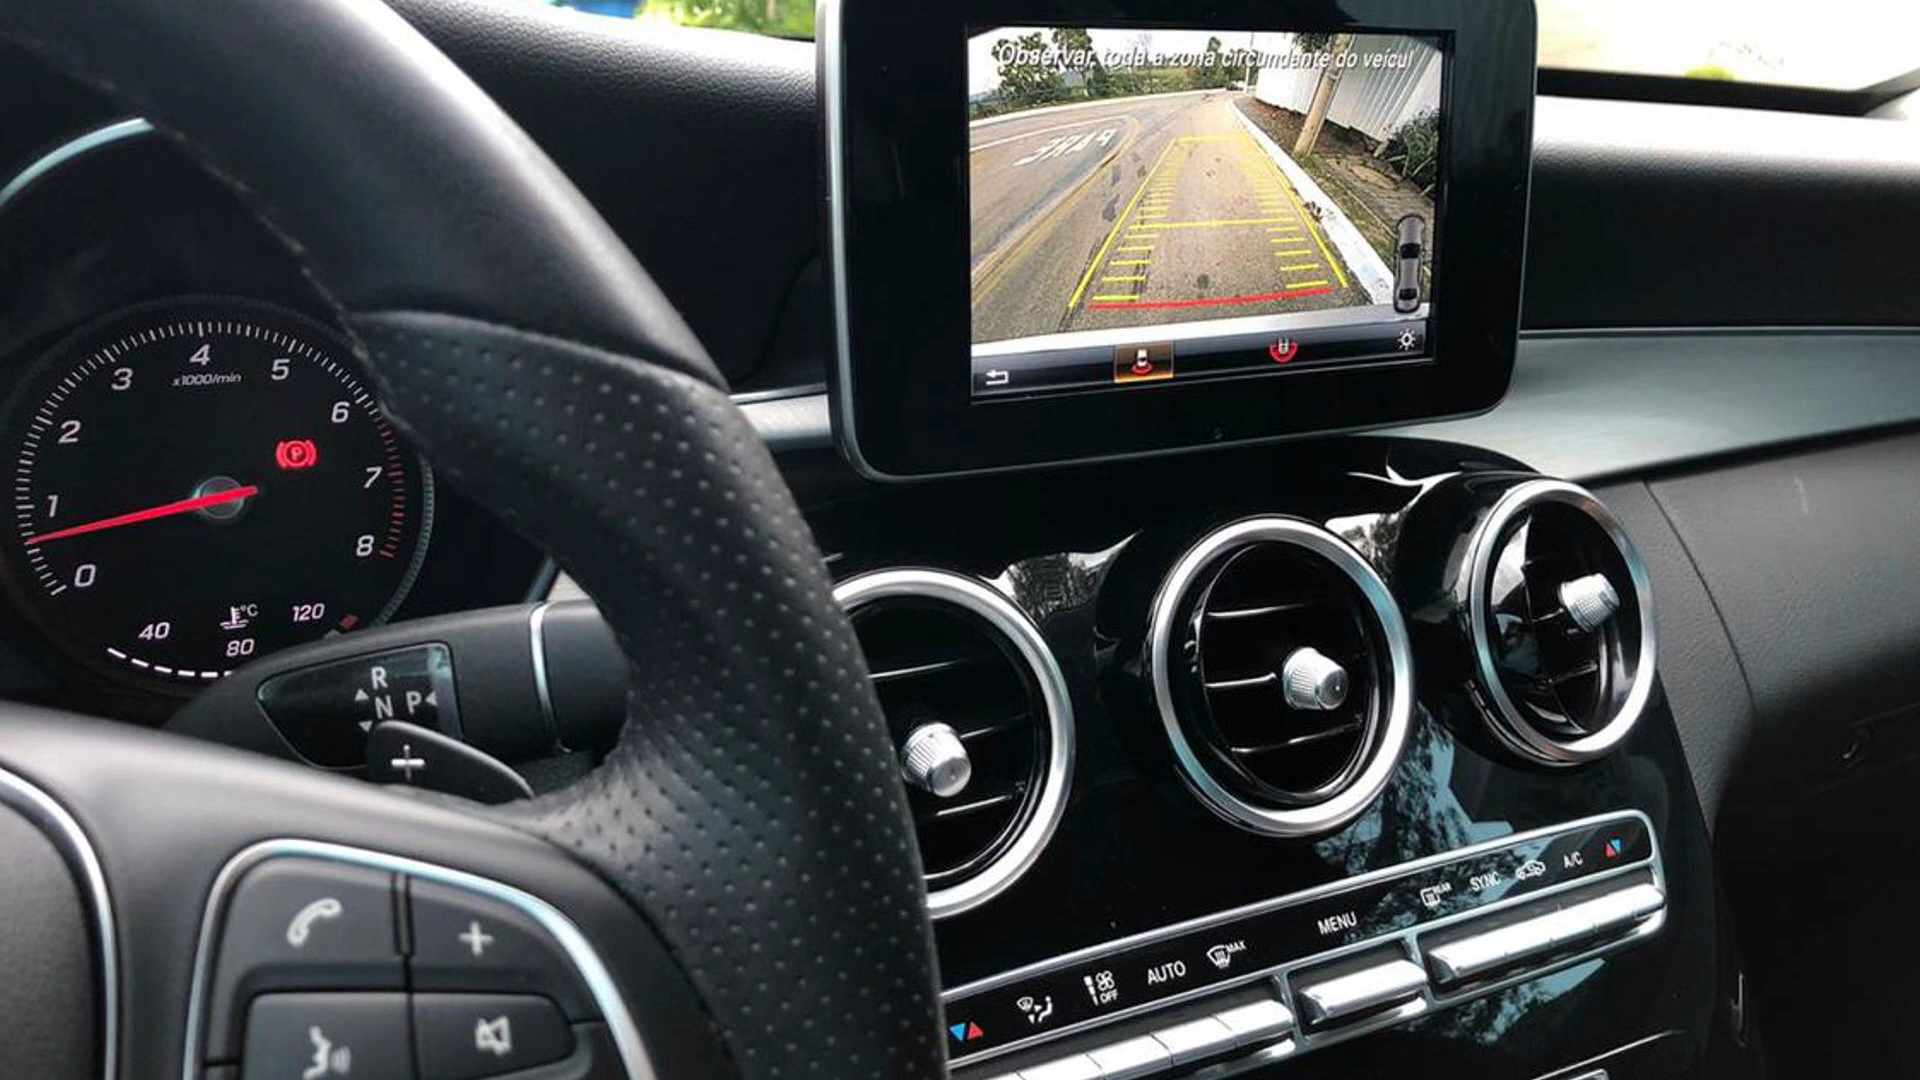 Observar toda a zona circundante do veícul
PARE
4
3
5
x1000/min
2
6
1
7
0
8
40
°C
120
80
P
R
N P
+
+
MENU
REAR
SYNC
A/C
OFF
AUTO
MAX